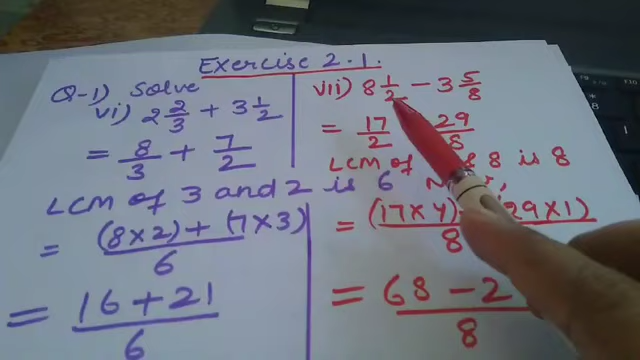 Exercise 2.1.
Q-1) Solve
vi) 2 2/3 + 3 1/2
= 8/3 + 7/2
LCM of 3 and 2 is 6
= (8×2) + (7×3) / 6
= 16 + 21 / 6
vii) 8 1/2 - 3 5/8
= 17/2 29/8
LCM of 8 is 8
= (17×4) 29×1) / 8
= 68 - 2 / 8